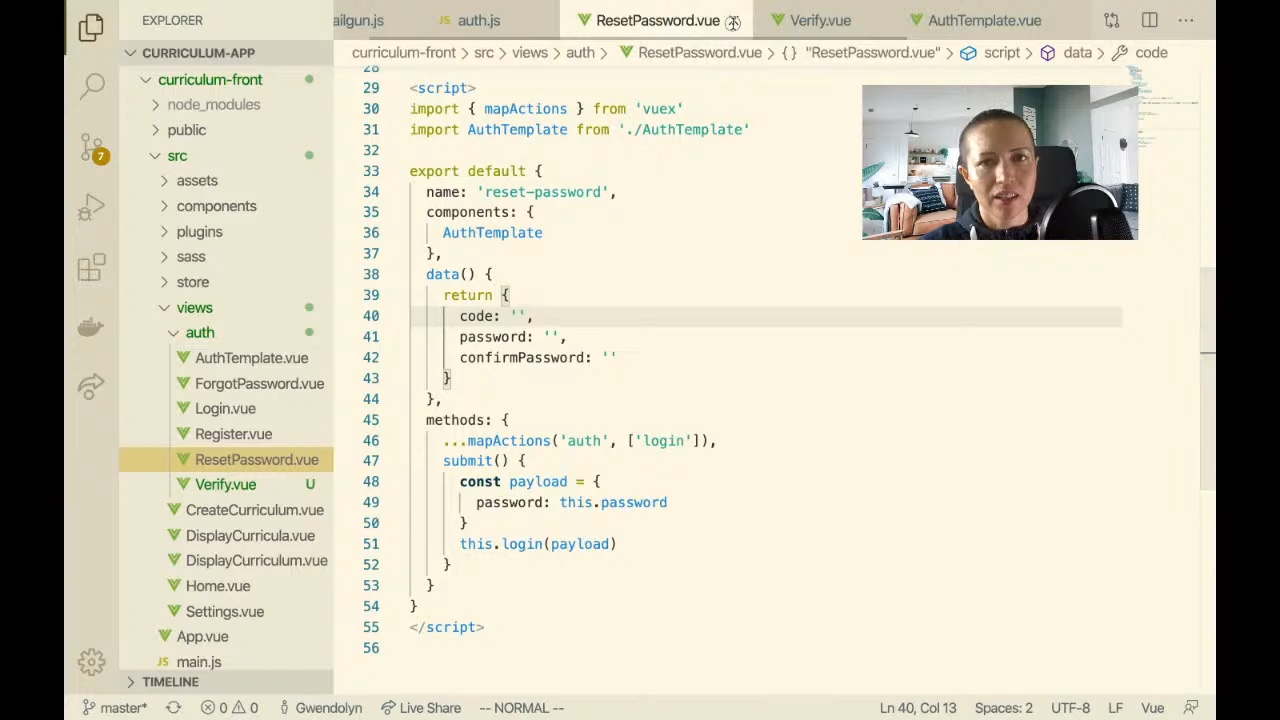 EXPLORER
ailgun.js
JS auth.js
ResetPassword.vue
Verify.vue
AuthTemplate.vue
CURRICULUM-APP
curriculum-front
node_modules
public
src
assets
components
plugins
sass
store
views
auth
AuthTemplate.vue
ForgotPassword.vue
Login.vue
Register.vue
ResetPassword.vue
Verify.vue U
CreateCurriculum.vue
DisplayCurricula.vue
DisplayCurriculum.vue
Home.vue
Settings.vue
App.vue
JS main.js
TIMELINE
7
curriculum-front > src > views > auth > ResetPassword.vue > {} "ResetPassword.vue" > script > data > code
28
29 <script>
30 import { mapActions } from 'vuex'
31 import AuthTemplate from './AuthTemplate'
32
33 export default {
34 name: 'reset-password',
35 components: {
36 AuthTemplate
37 },
38 data() {
39 return {
40 code: '',
41 password: '',
42 confirmPassword: ''
43 }
44 },
45 methods: {
46 ...mapActions('auth', ['login']),
47 submit() {
48 const payload = {
49 password: this.password
50 }
51 this.login(payload)
52 }
53 }
54 }
55 </script>
56
master* 0 0 Gwendolyn Live Share -- NORMAL -- Ln 40, Col 13 Spaces: 2 UTF-8 LF Vue